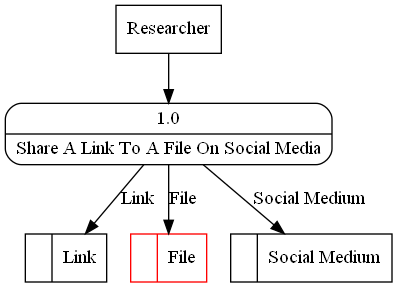 Researcher
1.0
Share A Link To A File On Social Media
Link File Social Medium
Link File Social Medium